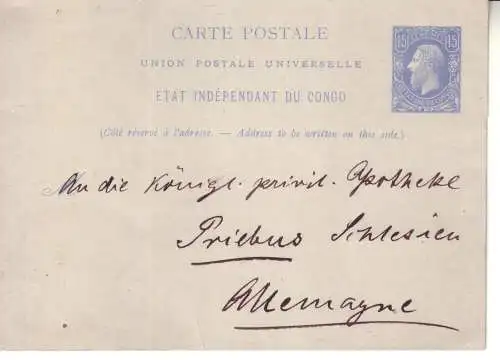 CARTE POSTALE
UNION POSTALE UNIVERSELLE
ETAT INDÉPENDANT DU CONGO
15 15
(Côté réservé à l'adresse. — Address to be written on this side.)
An die Königl. privil. Apotheke
Priebus Schlesien
Allemagne